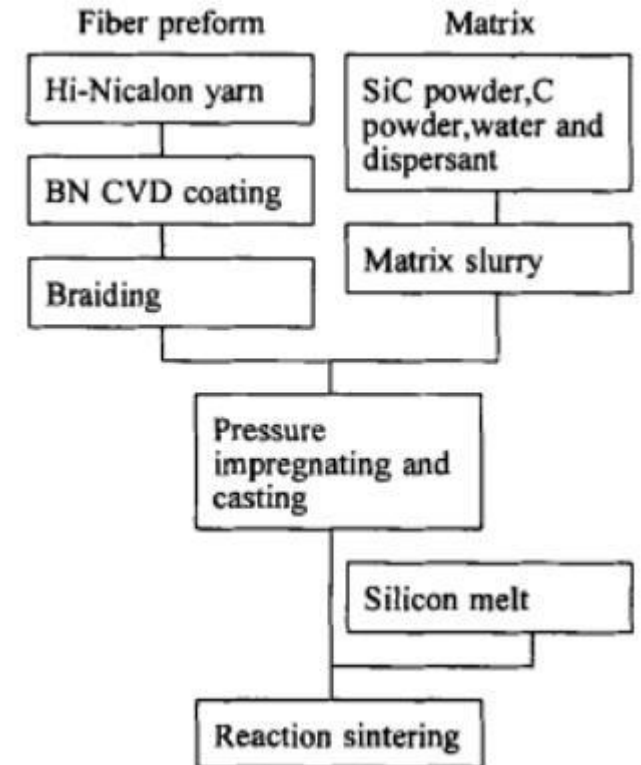 Fiber preform
Hi-Nicalon yarn
BN CVD coating
Braiding
Matrix
SiC powder,C
powder,water and
dispersant
Matrix slurry
Pressure
impregnating and
casting
Silicon melt
Reaction sintering